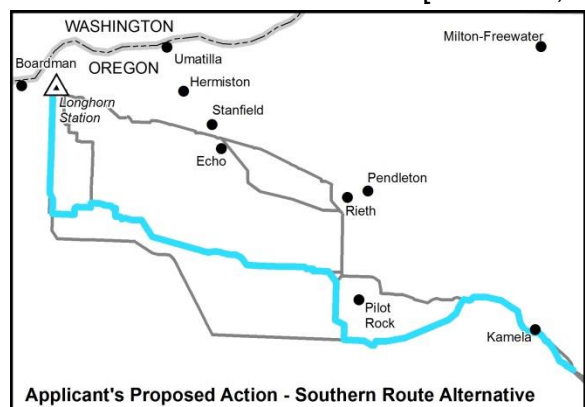 WASHINGTON
Milton-Freewater
Umatilla
Boardman
OREGON
Hermiston
Longhorn
Station
Stanfield
Echo
Pendleton
Rieth
Pilot
Rock
Kamela
Applicant's Proposed Action - Southern Route Alternative